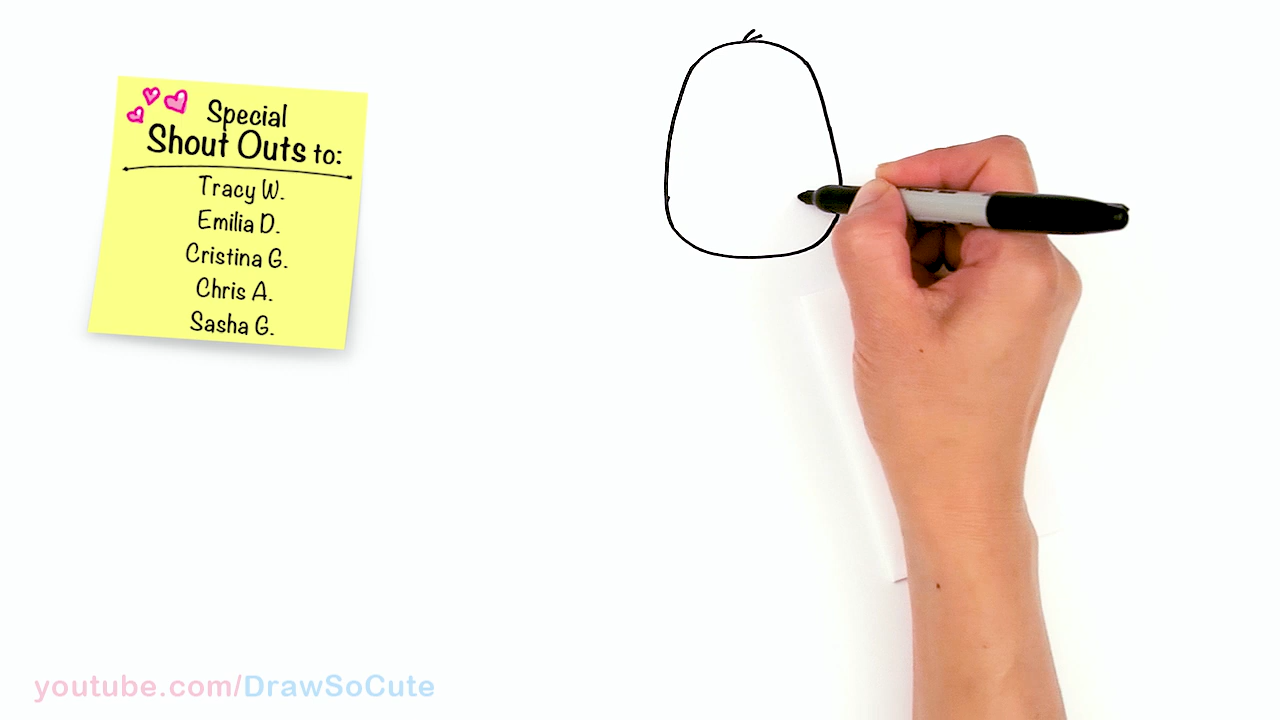 Special
Shout Outs to:
Tracy W.
Emilia D.
Cristina G.
Chris A.
Sasha G.
youtube.com/DrawSoCute